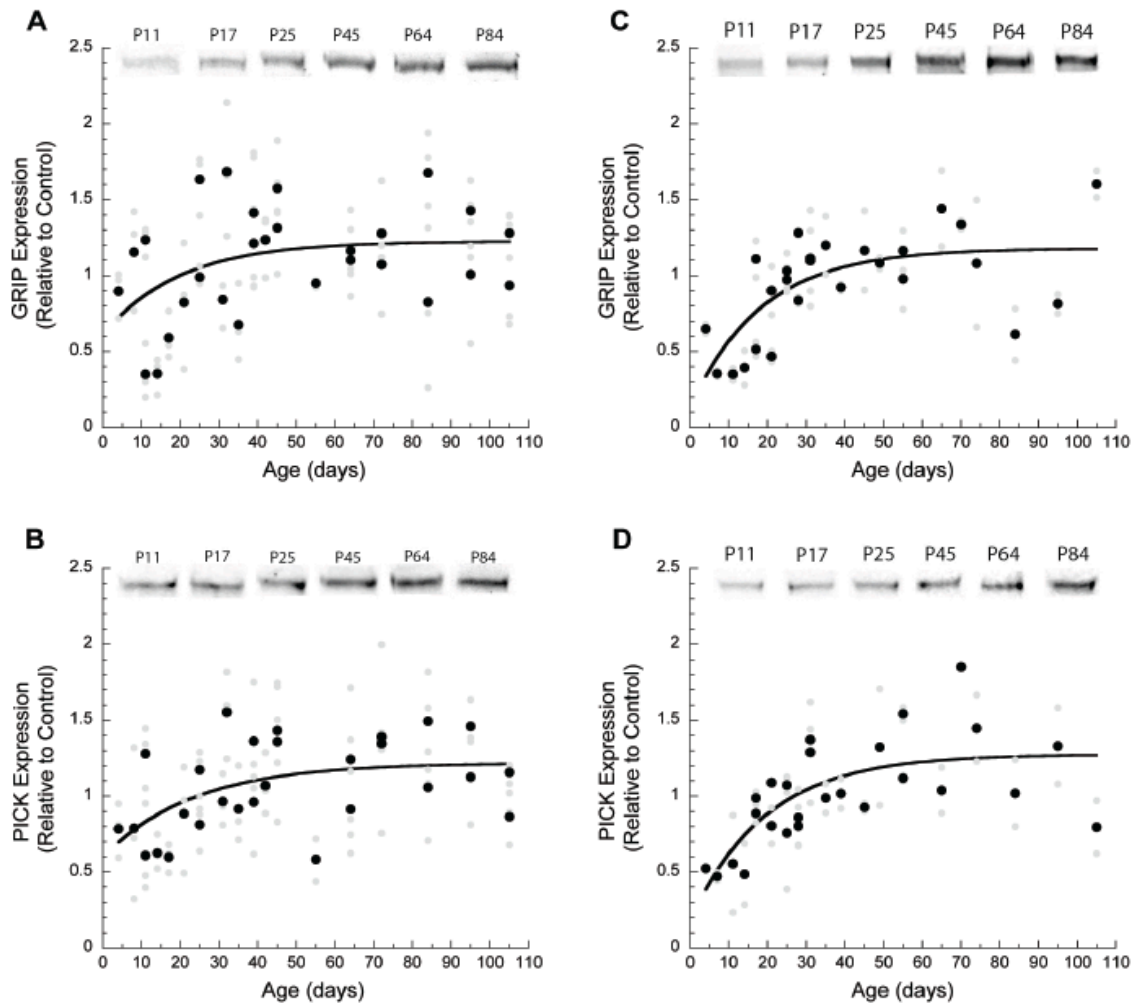 A
P11 P17 P25 P45 P64 P84
2.5
2
1.5
1
0.5
0
GRIP Expression
(Relative to Control)
0 10 20 30 40 50 60 70 80 90 100 110
Age (days)
C
P11 P17 P25 P45 P64 P84
2.5
2
1.5
1
0.5
0
GRIP Expression
(Relative to Control)
0 10 20 30 40 50 60 70 80 90 100 110
Age (days)
B
P11 P17 P25 P45 P64 P84
2.5
2
1.5
1
0.5
0
PICK Expression
(Relative to Control)
0 10 20 30 40 50 60 70 80 90 100 110
Age (days)
D
P11 P17 P25 P45 P64 P84
2.5
2
1.5
1
0.5
0
PICK Expression
(Relative to Control)
0 10 20 30 40 50 60 70 80 90 100 110
Age (days)